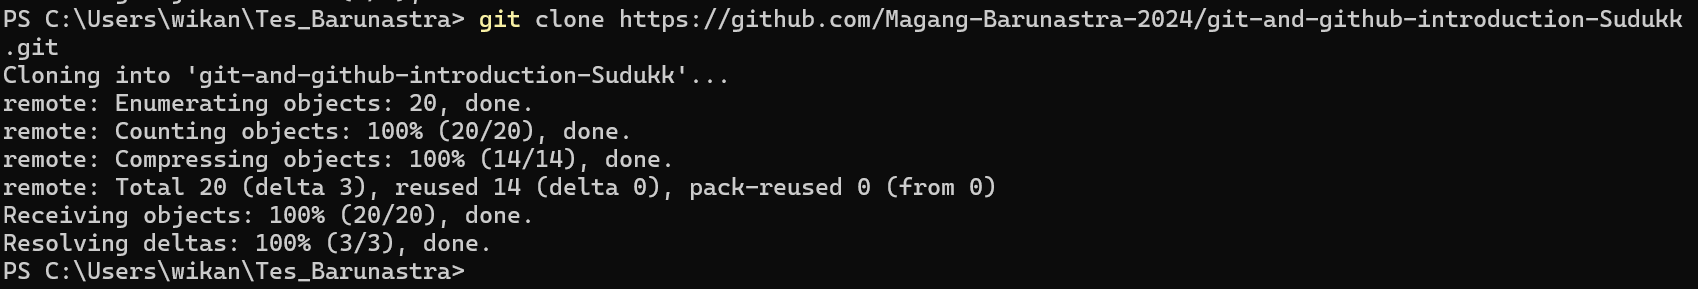 PS C:\Users\wikan\Tes_Barunastra> git clone https://github.com/Magang-Barunastra-2024/git-and-github-introduction-Sudukk
.git
Cloning into 'git-and-github-introduction-Sudukk'...
remote: Enumerating objects: 20, done.
remote: Counting objects: 100% (20/20), done.
remote: Compressing objects: 100% (14/14), done.
remote: Total 20 (delta 3), reused 14 (delta 0), pack-reused 0 (from 0)
Receiving objects: 100% (20/20), done.
Resolving deltas: 100% (3/3), done.
PS C:\Users\wikan\Tes_Barunastra>